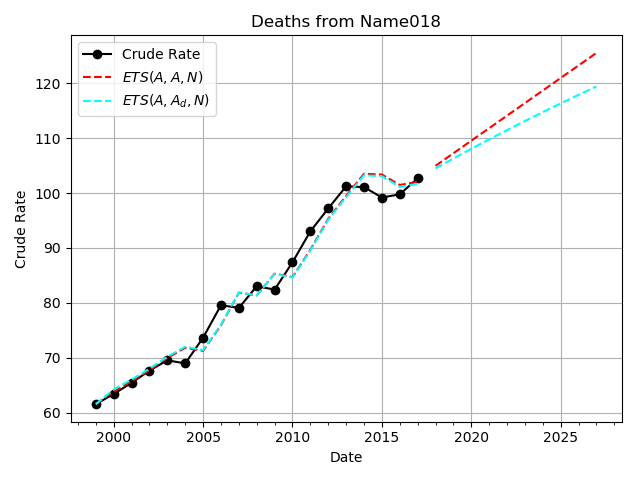 Deaths from Name018
Crude Rate
ETS(A, A, N)
ETS(A, A_d, N)
Crude Rate
120
110
100
90
80
70
60
2000 2005 2010 2015 2020 2025
Date